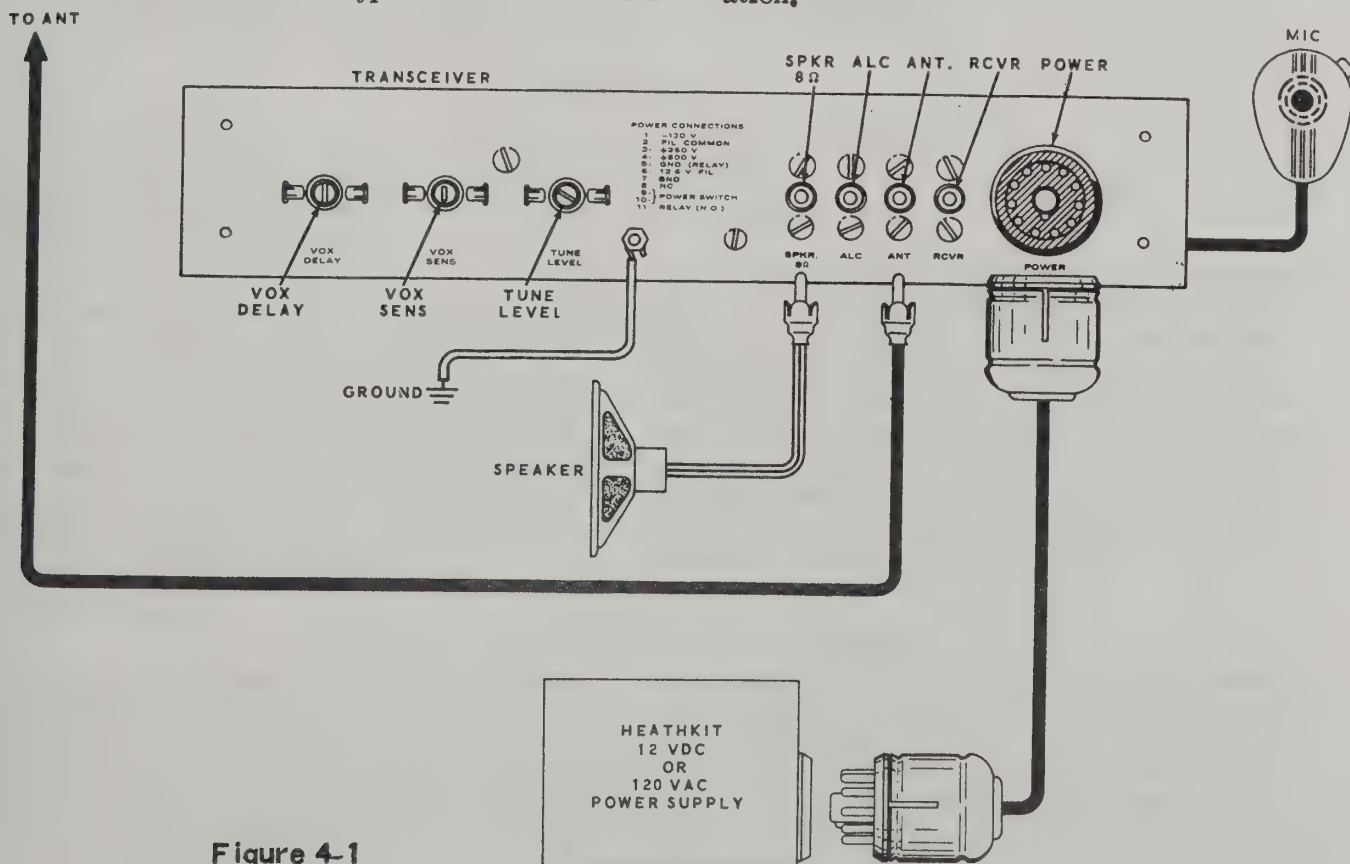 TO ANT
MIC
SPKR 8Ω ALC ANT. RCVR POWER
TRANSCEIVER
POWER CONNECTIONS
1 -130 V
2 FIL COMMON
3- +250 V
4- +800 V
5- GND (RELAY)
6- 12.6 V FIL
7 GND
8 NC
9-
10- } POWER SWITCH
11 RELAY (N.O.)
VOX DELAY
VOX SENS
TUNE LEVEL
SPKR. 8Ω
ALC
ANT
RCVR
POWER
VOX DELAY
VOX SENS
TUNE LEVEL
GROUND
SPEAKER
HEATHKIT
12 VDC
OR
120 VAC
POWER SUPPLY
Figure 4-1